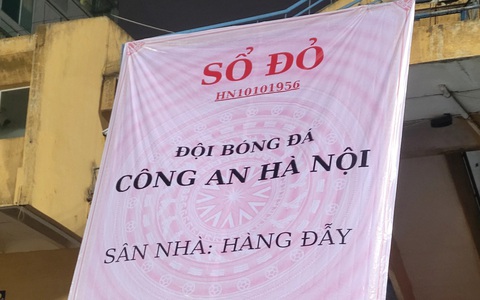 SỔ ĐỎ
HN10101956
ĐỘI BÓNG ĐÁ
CÔNG AN HÀ NỘI
SÂN NHÀ: HÀNG ĐẪY